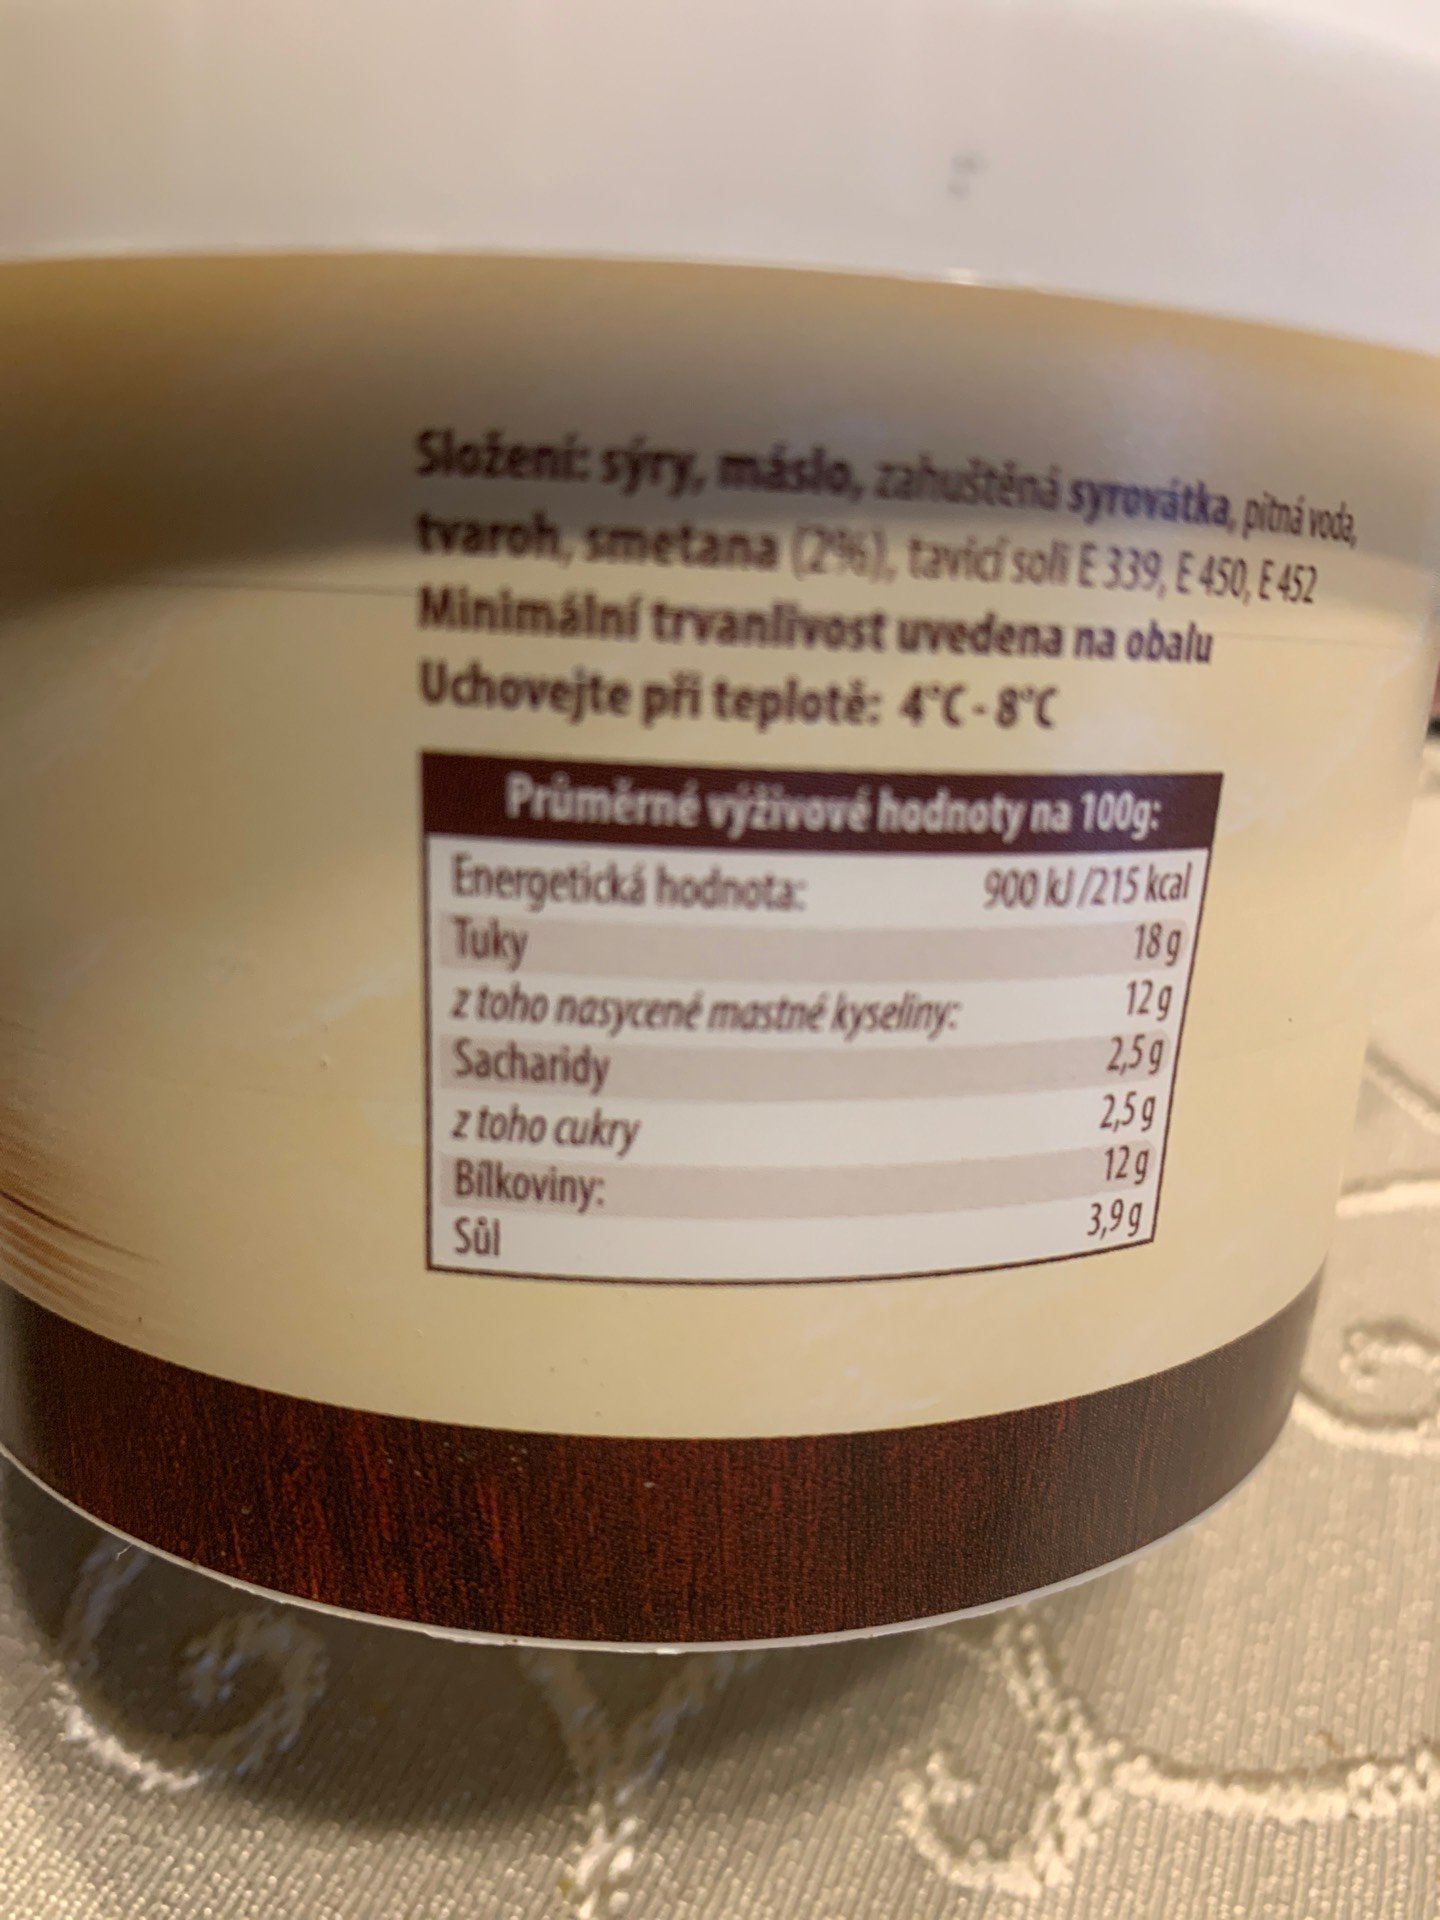 Složení: sýry, máslo, zahuštěná syrovátka, pitná voda,
tvaroh, smetana (2%), tavicí soli E 339, E 450, E 452
Minimální trvanlivost uvedena na obalu
Uchovejte při teplotě: 4°C - 8°C
Průměrné výživové hodnoty na 100g:
Energetická hodnota: 900 kJ /215 kcal
Tuky 18 g
z toho nasycené mastné kyseliny: 12 g
Sacharidy 2,5 g
z toho cukry 2,5 g
Bílkoviny: 12 g
Sůl 3,9 g